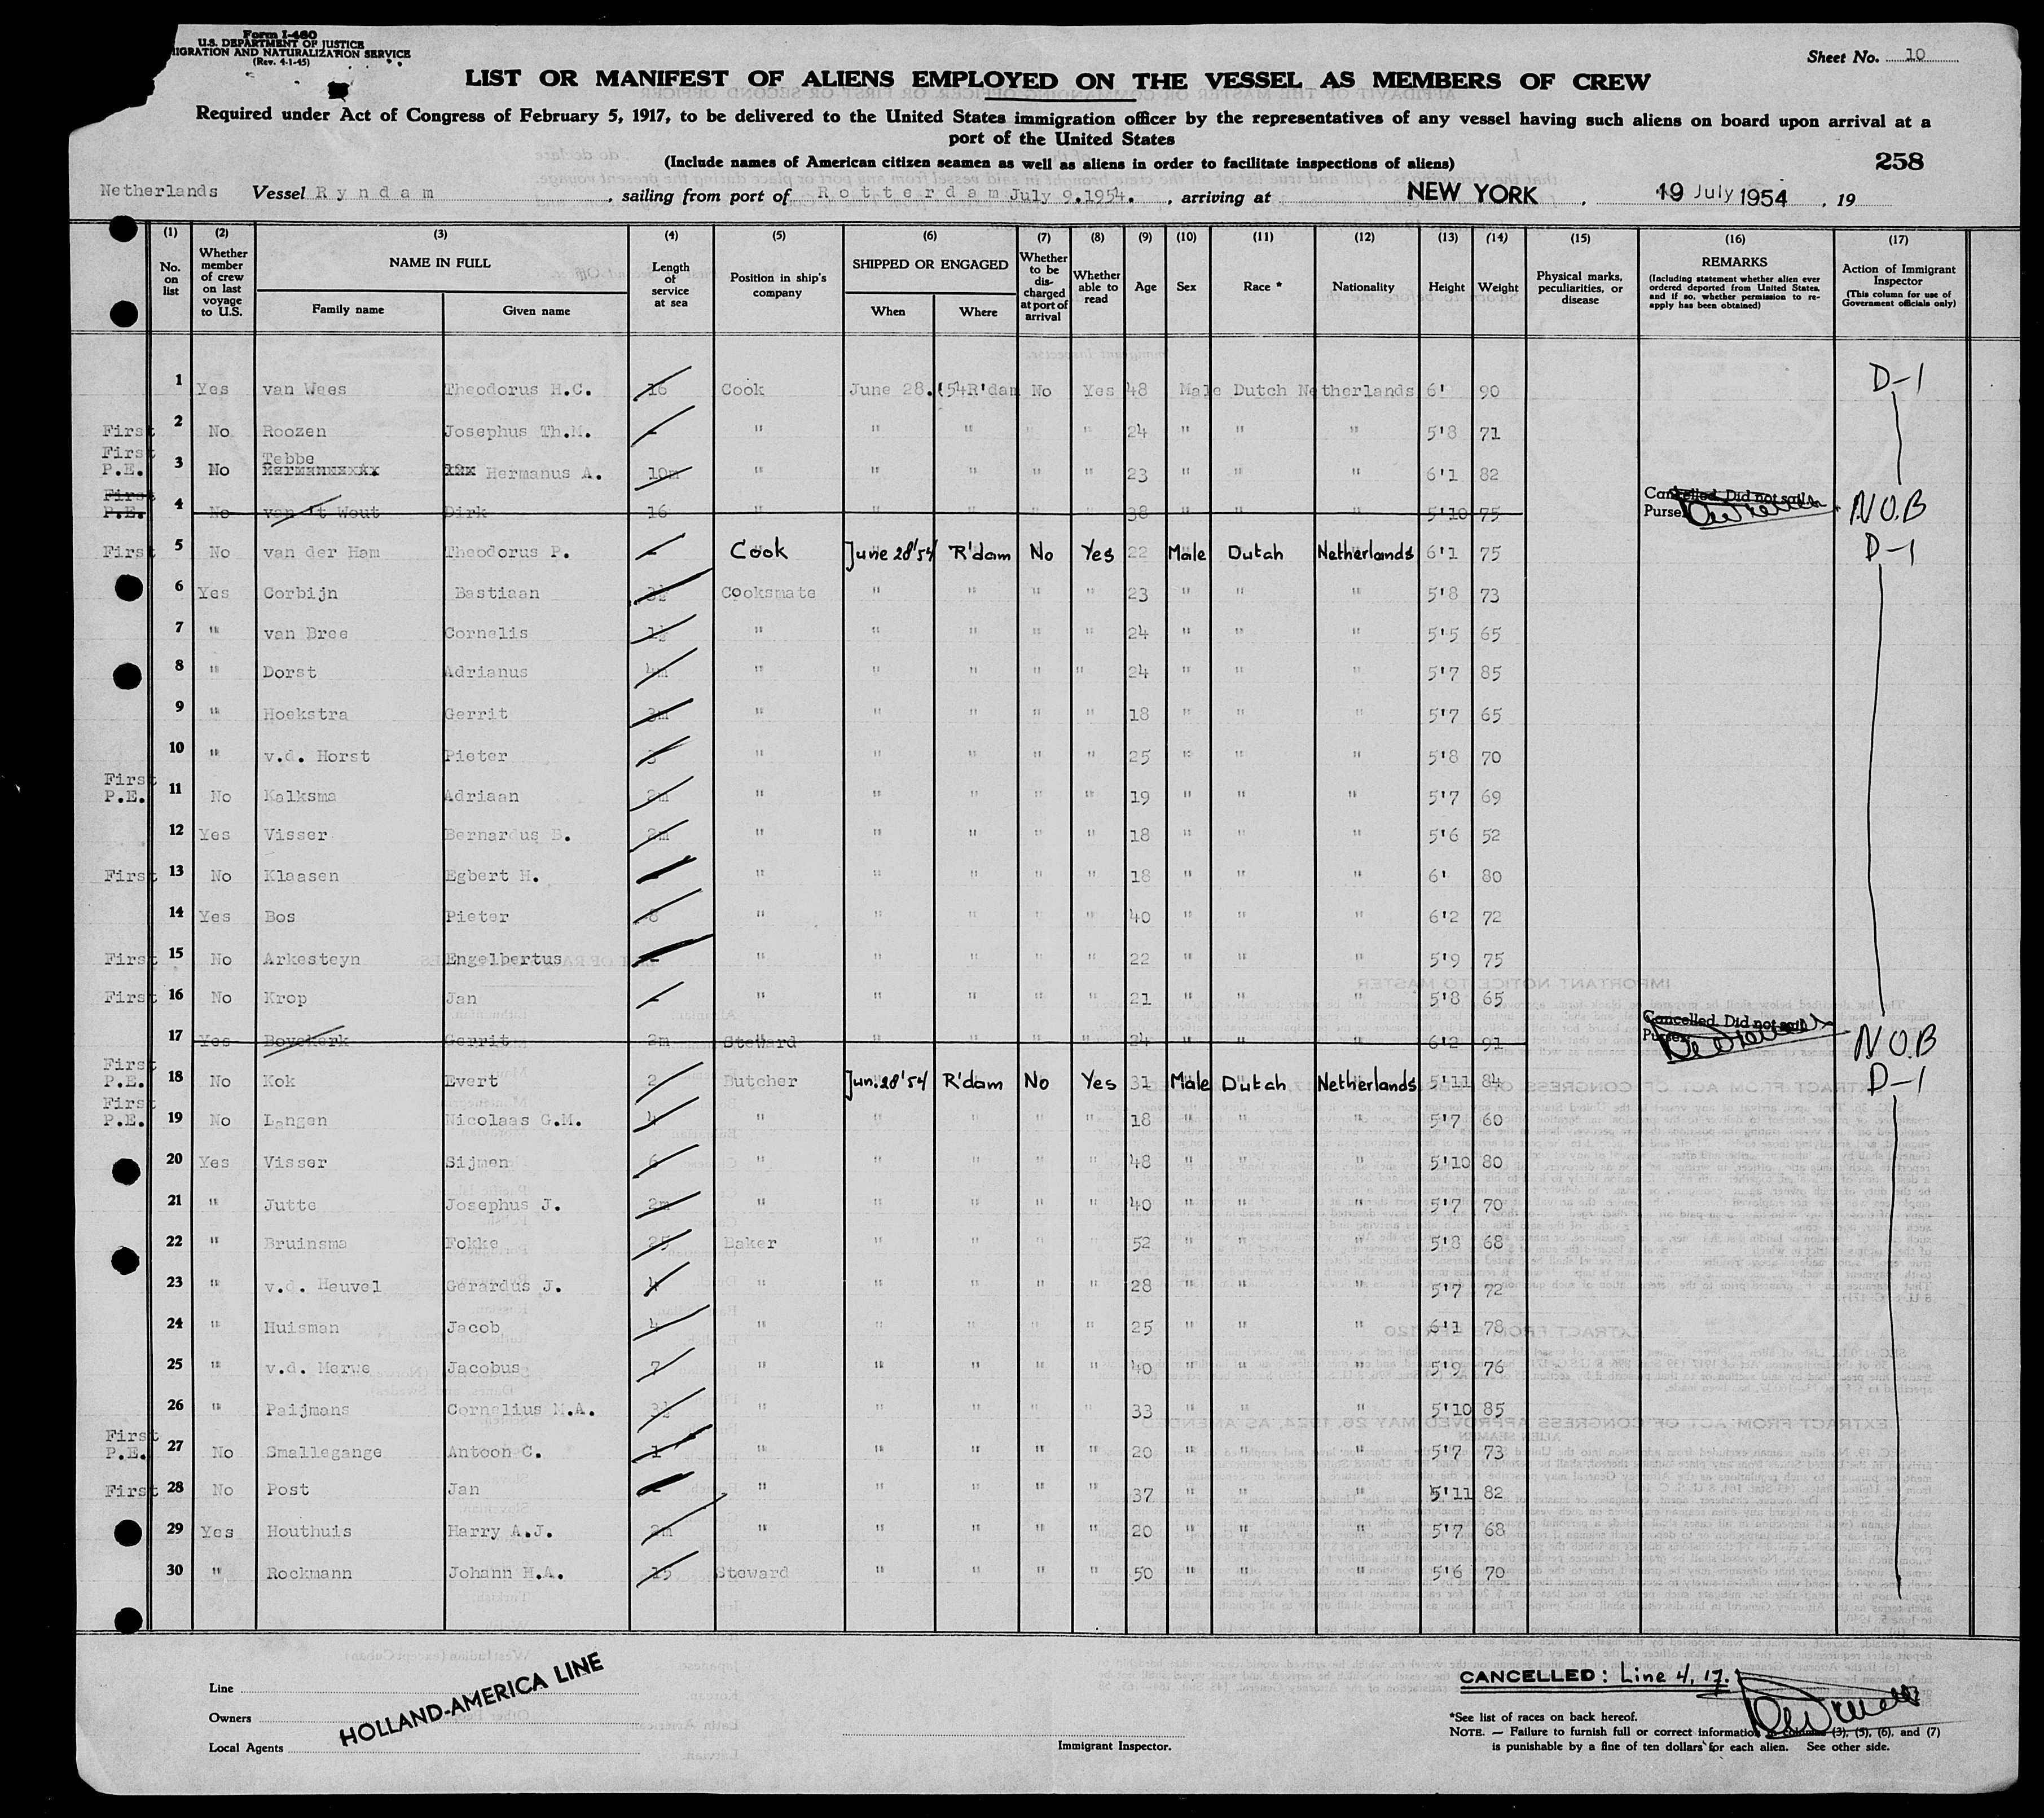 Form I-480
U.S. DEPARTMENT OF JUSTICE
IGRATION AND NATURALIZATION SERVICE
(Rev. 4-1-45)
Sheet No. 10
LIST OR MANIFEST OF ALIENS EMPLOYED ON THE VESSEL AS MEMBERS OF CREW
Required under Act of Congress of February 5, 1917, to be delivered to the United States immigration officer by the representatives of any vessel having such aliens on board upon arrival at a
port of the United States
(Include names of American citizen seamen as well as aliens in order to facilitate inspections of aliens)
258
Netherlands Vessel Ryndam, sailing from port of Rotterdam July 9.1954., arriving at NEW YORK, 19 July 1954, 19
(1) No. on list
(2) Whether member of crew on last voyage to U.S.
(3) NAME IN FULL Family name Given name
(4) Length of service at sea
(5) Position in ship's company
(6) SHIPPED OR ENGAGED When Where
(7) Whether to be discharged at port of arrival
(8) Whether able to read
(9) Age
(10) Sex
(11) Race *
(12) Nationality
(13) Height
(14) Weight
(15) Physical marks, peculiarities, or disease
(16) REMARKS (Including statement whether alien ever ordered deported from United States, and if so, whether permission to re-apply has been obtained)
(17) Action of Immigrant Inspector (This column for use of Government officials only)
1 Yes van Wees Theodorus H.C. 16 Cook June 28.'54 R'dam No Yes 48 Male Dutch Netherlands 6' 90 D-1
First 2 No Roozen Josephus Th.M. - " " " " " 24 " " " 5'8 71
First P.E. 3 No Tebbe Hermanus A. 10m " " " " " 23 " " " 6'1 82
First P.E. 4 No van 't Wout Dirk 16 " " " " " 38 " " " 5'10 75 Cancelled. Did not sail. Purser N.O.B
First 5 No van der Ham Theodorus P. - Cook June 28'54 R'dam No Yes 22 Male Dutch Netherlands 6'1 75 D-1
6 Yes Corbijn Bastiaan 3½ Cooksmate " " " " 23 " " " 5'8 73
7 " van Bree Cornelis 1½ " " " " " 24 " " " 5'5 65
8 " Dorst Adrianus 4m " " " " " 24 " " " 5'7 85
9 " Hoekstra Gerrit 3m " " " " " 18 " " " 5'7 65
10 " v.d. Horst Pieter 3 " " " " " 25 " " " 5'8 70
First P.E. 11 No Kalksma Adriaan 2m " " " " " 19 " " " 5'7 69
12 Yes Visser Bernardus B. 2m " " " " " 18 " " " 5'6 52
First 13 No Klaasen Egbert H. - " " " " " 18 " " " 6' 80
14 Yes Bos Pieter 8 " " " " " 40 " " " 6'2 72
First 15 No Arkesteyn Engelbertus - " " " " " 22 " " " 5'9 75
First 16 No Krop Jan - " " " " " 21 " " " 5'8 65
17 Yes Boyekerk Gerrit 2m Steward " " " " 24 " " " 6'2 91 Cancelled. Did not sail Purser N.O.B
First P.E. 18 No Kok Evert 2 Butcher Jun.28'54 R'dam No Yes 31 Male Dutch Netherlands 5'11 84 D-1
First P.E. 19 No Langen Nicolaas G.M. 4 " " " " " 18 " " " 5'7 60
20 Yes Visser Sijmen 6 " " " " " 48 " " " 5'10 80
21 " Jutte Josephus J. 2m " " " " " 40 " " " 5'7 70
22 " Bruinsma Fokke 25 Baker " " " " 52 " " " 5'8 68
23 " v.d. Heuvel Gerardus J. 4 " " " " " 28 " " " 5'7 72
24 " Huisman Jacob 4 " " " " " 25 " " " 6'1 78
25 " v.d. Merwe Jacobus 7 " " " " " 40 " " " 5'9 76
26 " Paijmans Cornelius M.A. 3½ " " " " " 33 " " " 5'10 85
First P.E. 27 No Smallegange Antoon C. 1 " " " " " 20 " " " 5'7 73
First 28 No Post Jan - " " " " " 37 " " " 5'11 82
29 Yes Houthuis Harry A.J. 2m " " " " " 20 " " " 5'7 68
30 " Rockmann Johann H.A. 15 Steward " " " " 50 " " " 5'6 70
Line
Owners
Local Agents
HOLLAND-AMERICA LINE
Immigrant Inspector.
CANCELLED: Line 4, 17.
*See list of races on back hereof.
NOTE. — Failure to furnish full or correct information in columns (3), (5), (6), and (7)
is punishable by a fine of ten dollars for each alien. See other side.